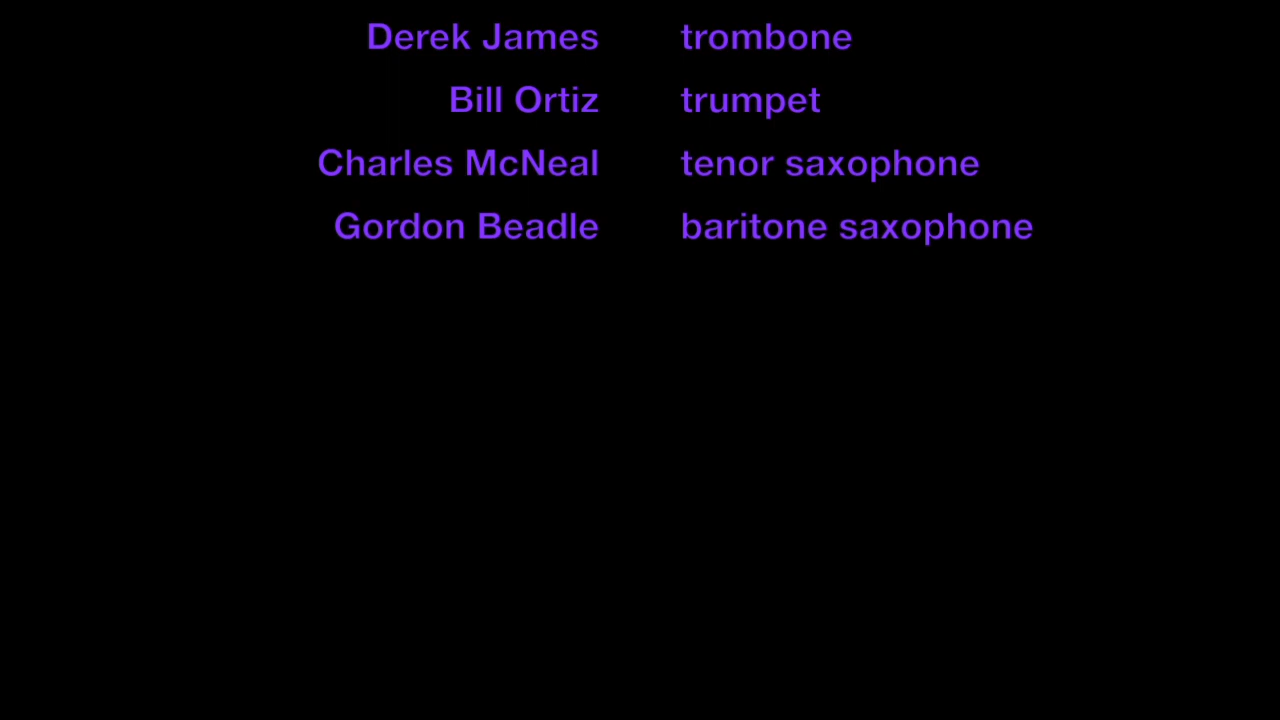 Derek James trombone
Bill Ortiz trumpet
Charles McNeal tenor saxophone
Gordon Beadle baritone saxophone